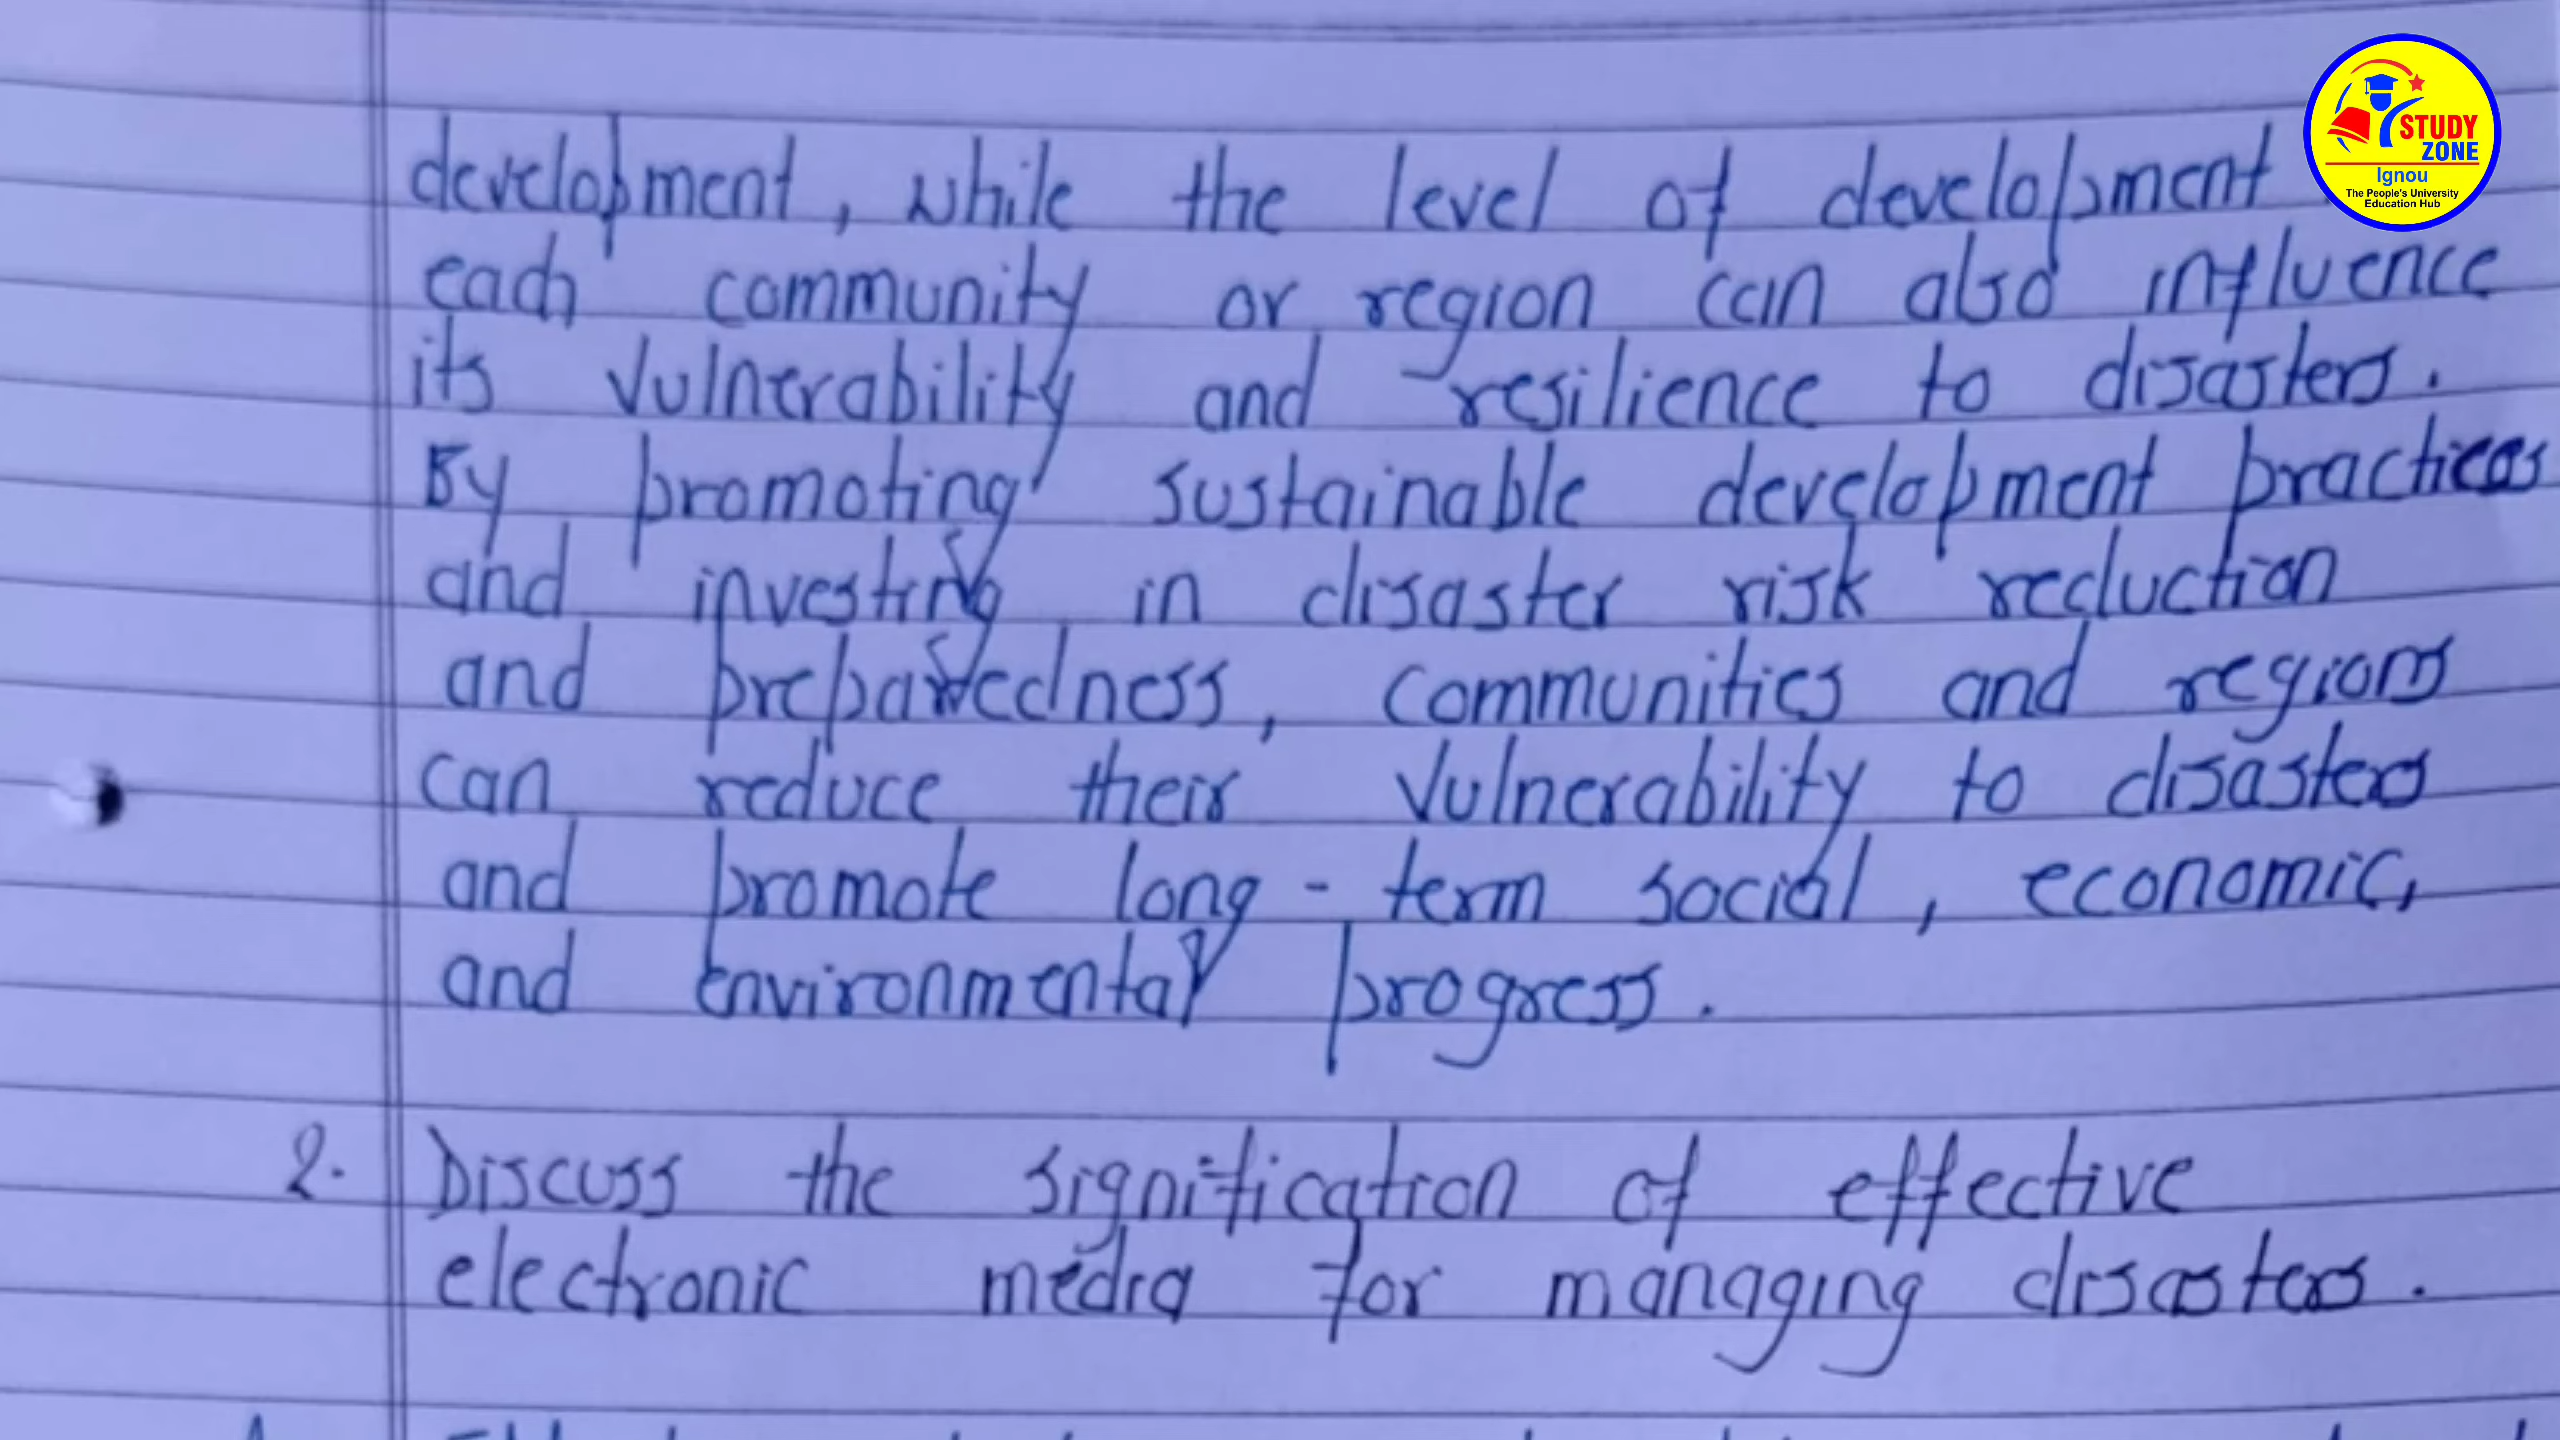 development, while the level of development
each community or region can also influence
its vulnerability and resilience to disasters.
By promoting sustainable development practices
and investing in disaster risk reduction
and preparedness, communities and regions
can reduce their vulnerability to disasters
and promote long - term social, economic,
and environmental progress.
2. Discuss the signification of effective
electronic media for managing disasters.
STUDY
ZONE
Ignou
The People's University
Education Hub